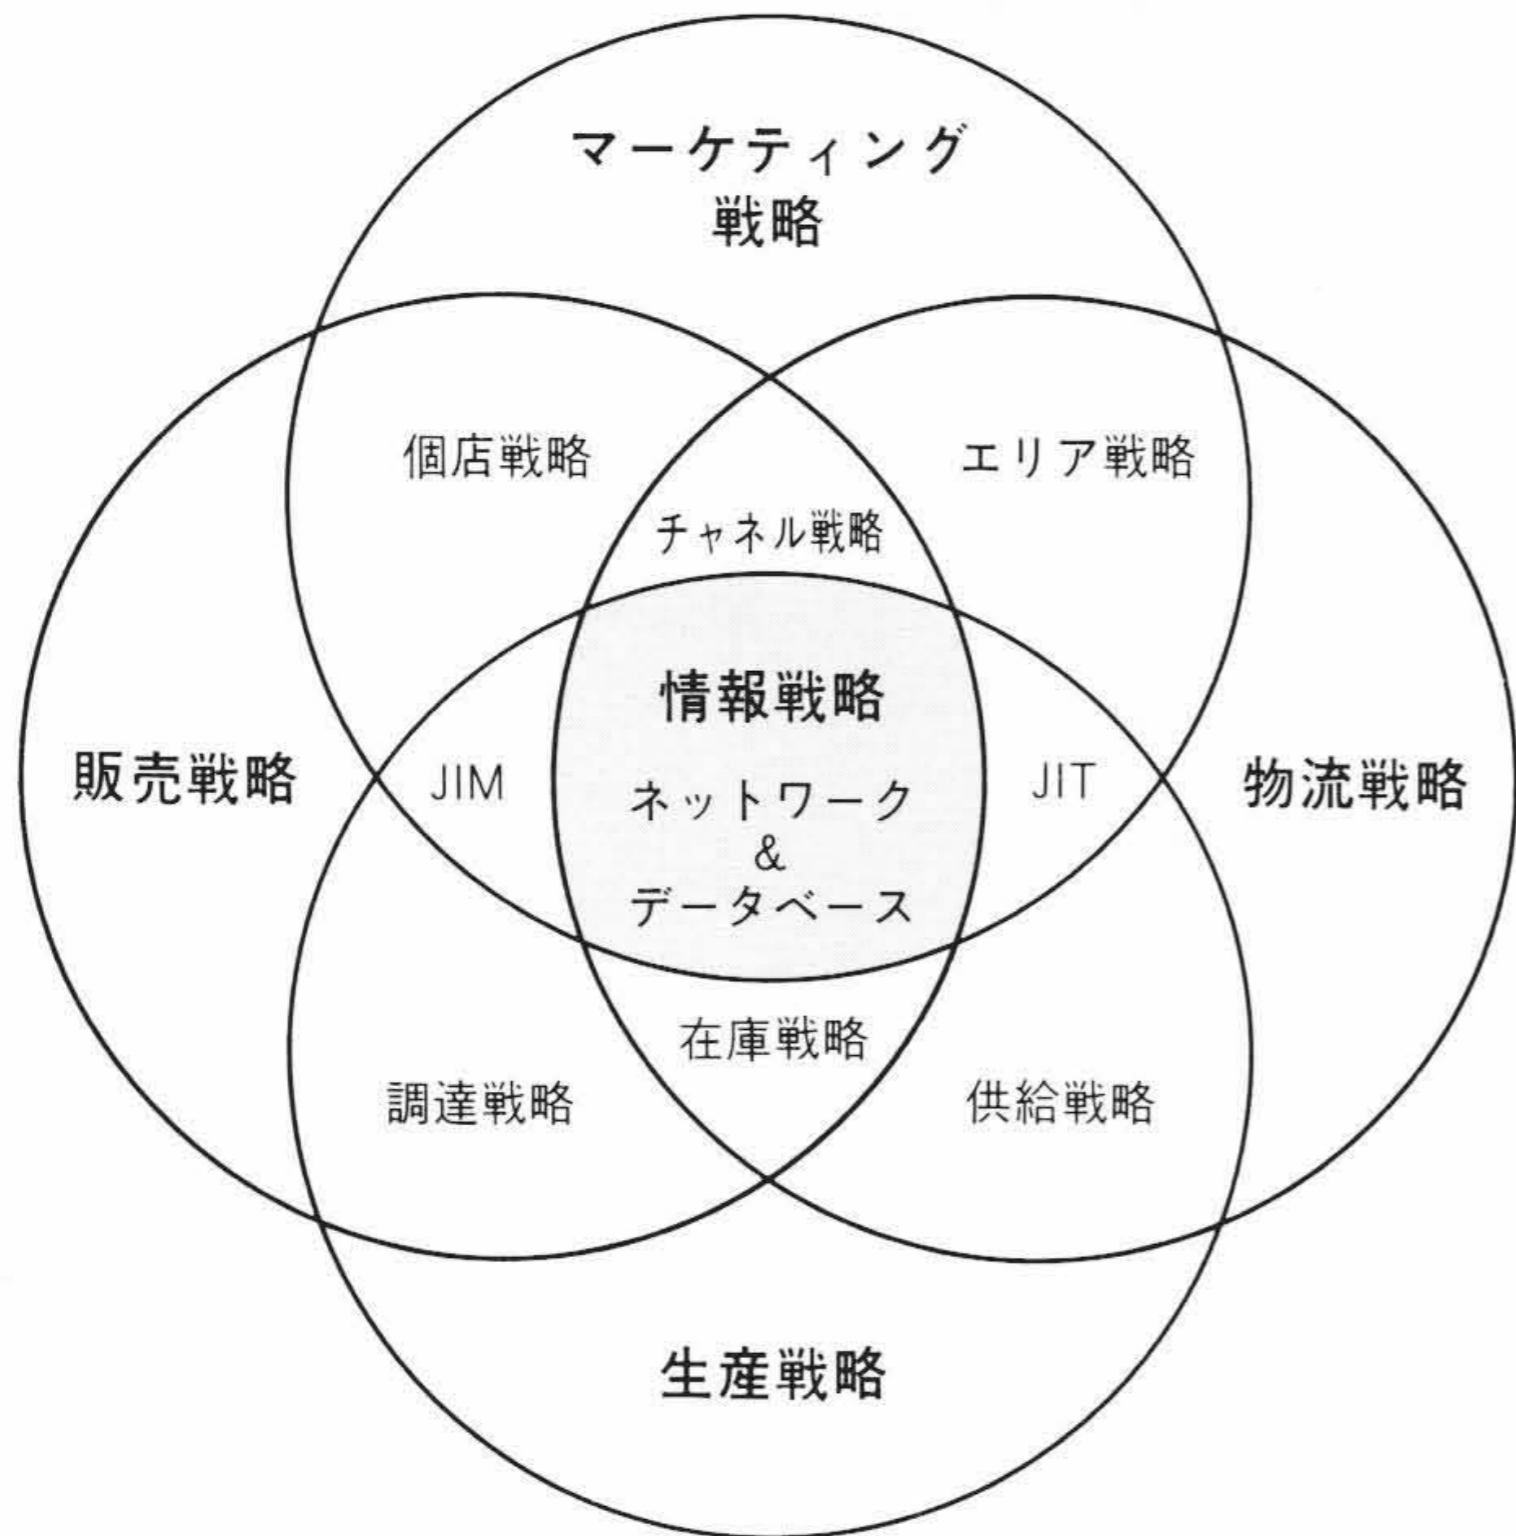 マーケティング
戦略
個店戦略
エリア戦略
チャネル戦略
情報戦略
販売戦略
JIM
ネットワーク
&
データベース
JIT
物流戦略
在庫戦略
調達戦略
供給戦略
生産戦略